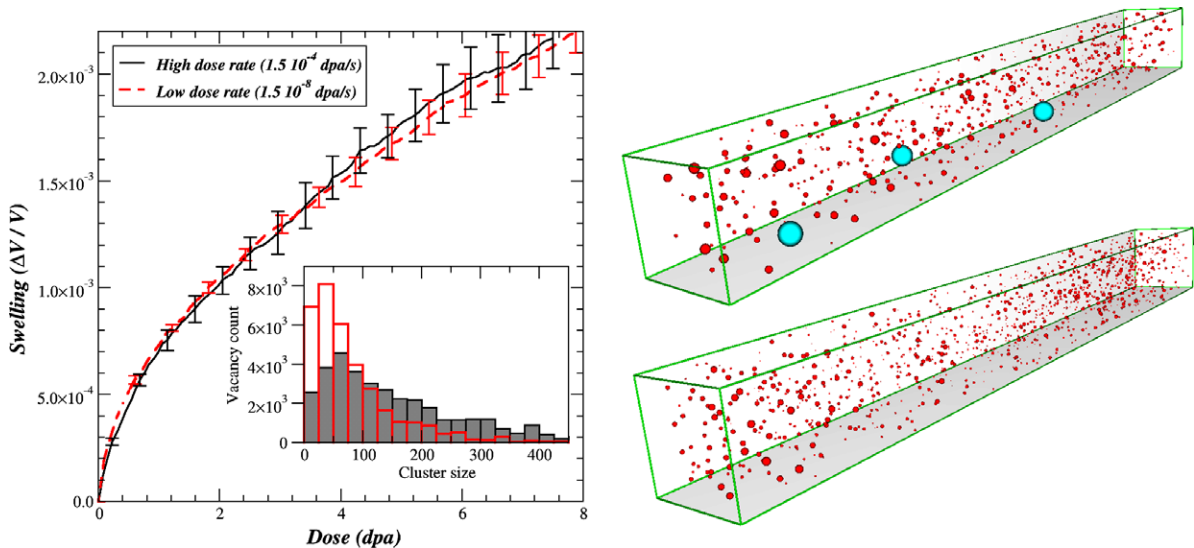 High dose rate (1.5 10⁻⁴ dpa/s)
Low dose rate (1.5 10⁻⁸ dpa/s)
Swelling (ΔV / V)
2.0×10⁻³
1.5×10⁻³
1.0×10⁻³
5.0×10⁻⁴
0.0
0 2 4 6 8
Dose (dpa)
Vacancy count
8×10³
6×10³
4×10³
2×10³
0
0 100 200 300 400
Cluster size